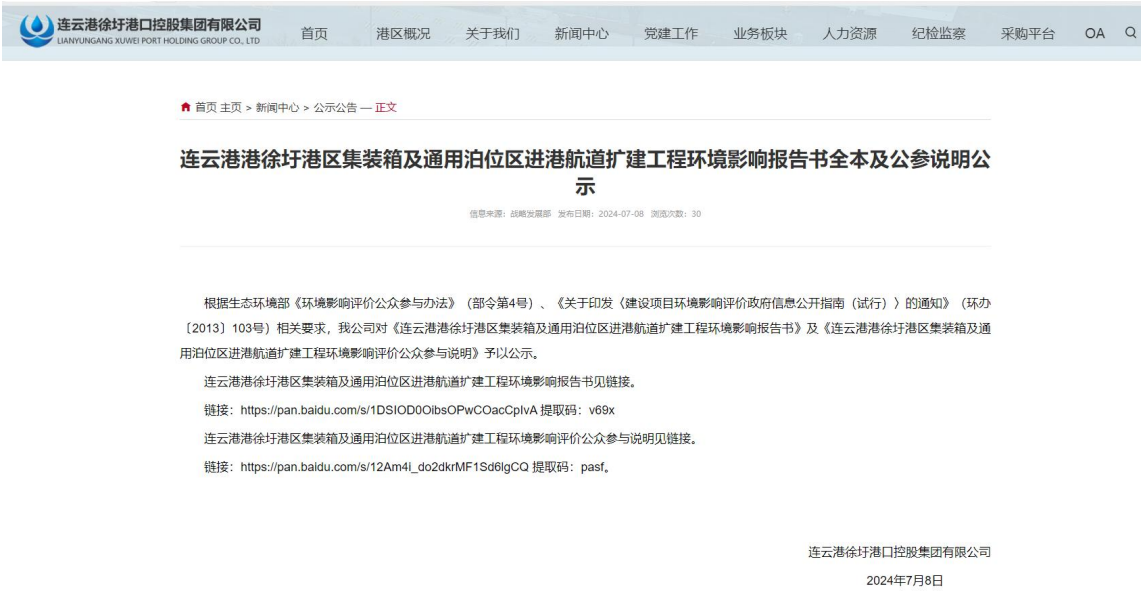 连云港徐圩港口控股集团有限公司
LIANYUNGANG XUWEI PORT HOLDING GROUP CO., LTD
首页 港区概况 关于我们 新闻中心 党建工作 业务板块 人力资源 纪检监察 采购平台 OA
首页 主页 > 新闻中心 > 公示公告 — 正文
连云港港徐圩港区集装箱及通用泊位区进港航道扩建工程环境影响报告书全本及公参说明公
示
信息来源：战略发展部 发布日期：2024-07-08 浏览次数：30
根据生态环境部《环境影响评价公众参与办法》（部令第4号）、《关于印发〈建设项目环境影响评价政府信息公开指南（试行）〉的通知》（环办
〔2013〕103号）相关要求，我公司对《连云港港徐圩港区集装箱及通用泊位区进港航道扩建工程环境影响报告书》及《连云港港徐圩港区集装箱及通
用泊位区进港航道扩建工程环境影响评价公众参与说明》予以公示。
连云港港徐圩港区集装箱及通用泊位区进港航道扩建工程环境影响报告书见链接。
链接：https://pan.baidu.com/s/1DSIOD0OibsOPwCOacCpIvA 提取码：v69x
连云港港徐圩港区集装箱及通用泊位区进港航道扩建工程环境影响评价公众参与说明见链接。
链接：https://pan.baidu.com/s/12Am4i_do2dkrMF1Sd6lgCQ 提取码：pasf。
连云港徐圩港口控股集团有限公司
2024年7月8日